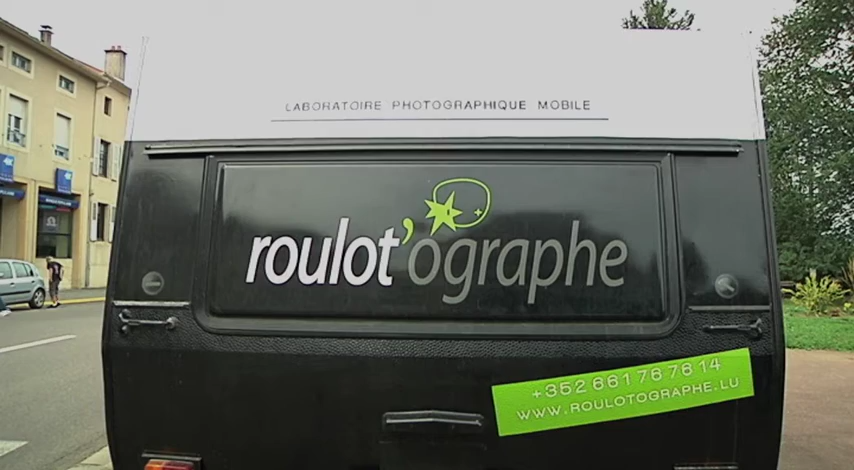 LABORATOIRE PHOTOGRAPHIQUE MOBILE
roulot'ographe
+352 661 76 76 14
WWW.ROULOTOGRAPHE.LU